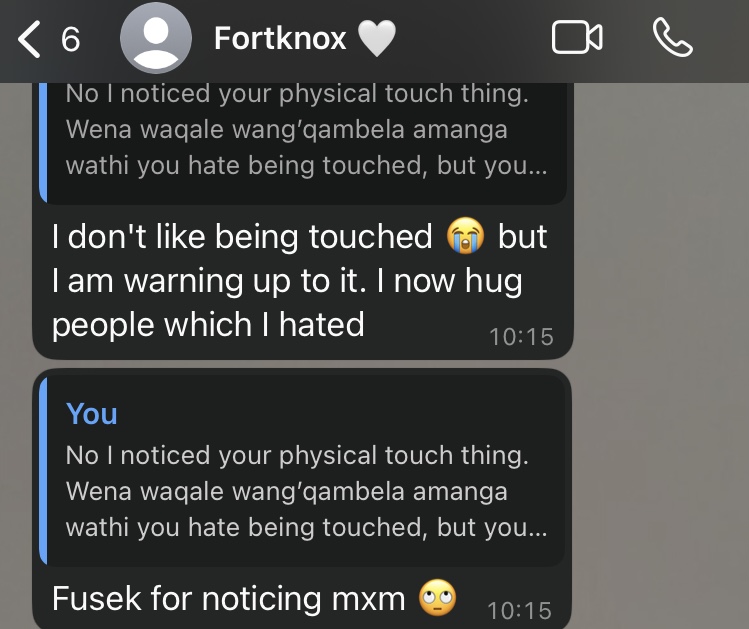 6
Fortknox 🤍
No I noticed your physical touch thing.
Wena waqale wang’qambela amanga
wathi you hate being touched, but you...
I don't like being touched 😭 but
I am warning up to it. I now hug
people which I hated
10:15
You
No I noticed your physical touch thing.
Wena waqale wang’qambela amanga
wathi you hate being touched, but you...
Fusek for noticing mxm 🙄
10:15